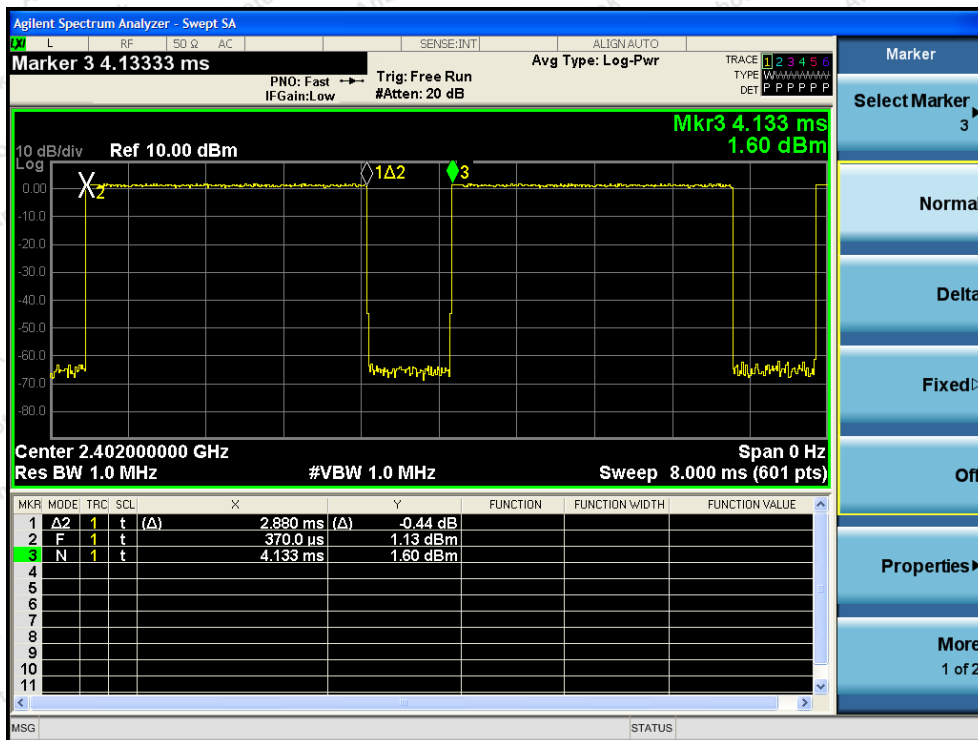 Agilent Spectrum Analyzer - Swept SA
LXI L RF 50 Ω AC SENSE:INT ALIGN AUTO
Marker 3 4.13333 ms
PNO: Fast
IFGain:Low
Trig: Free Run
#Atten: 20 dB
Avg Type: Log-Pwr
TRACE 1 2 3 4 5 6
TYPE W
DET P P P P P P
Mkr3 4.133 ms
1.60 dBm
10 dB/div Ref 10.00 dBm
Log
0.00
-10.0
-20.0
-30.0
-40.0
-50.0
-60.0
-70.0
-80.0
2
1Δ2
3
Center 2.402000000 GHz Span 0 Hz
Res BW 1.0 MHz #VBW 1.0 MHz Sweep 8.000 ms (601 pts)
MKR MODE TRC SCL X Y FUNCTION FUNCTION WIDTH FUNCTION VALUE
1 Δ2 1 t (Δ) 2.880 ms (Δ) -0.44 dB
2 F 1 t 370.0 µs 1.13 dBm
3 N 1 t 4.133 ms 1.60 dBm
4
5
6
7
8
9
10
11
MSG STATUS
Marker
Select Marker
3
Normal
Delta
Fixed
Off
Properties
More
1 of 2